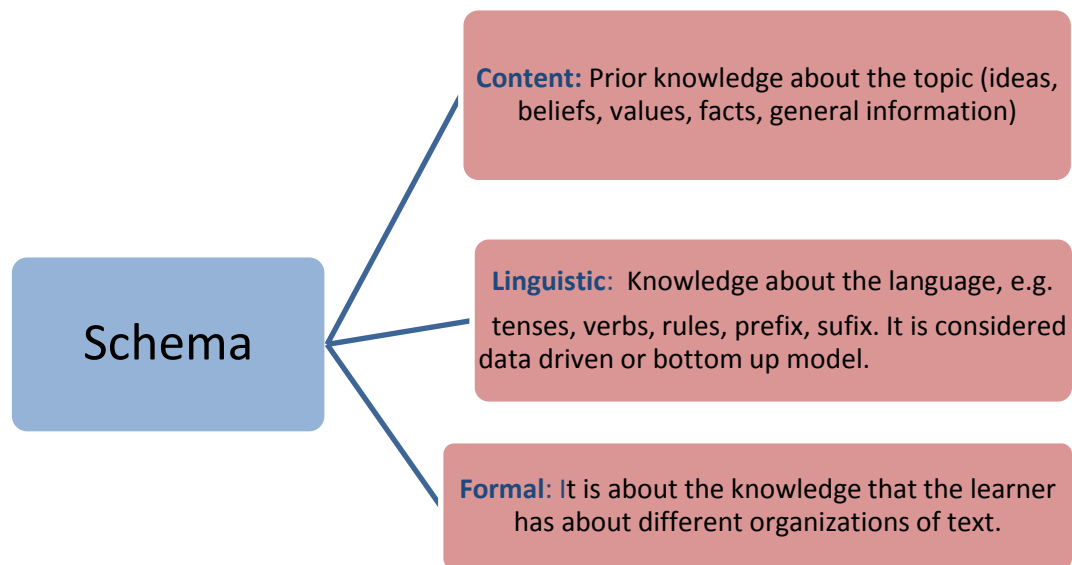 Schema
Content: Prior knowledge about the topic (ideas,
beliefs, values, facts, general information)
Linguistic: Knowledge about the language, e.g.
tenses, verbs, rules, prefix, sufix. It is considered
data driven or bottom up model.
Formal: It is about the knowledge that the learner
has about different organizations of text.